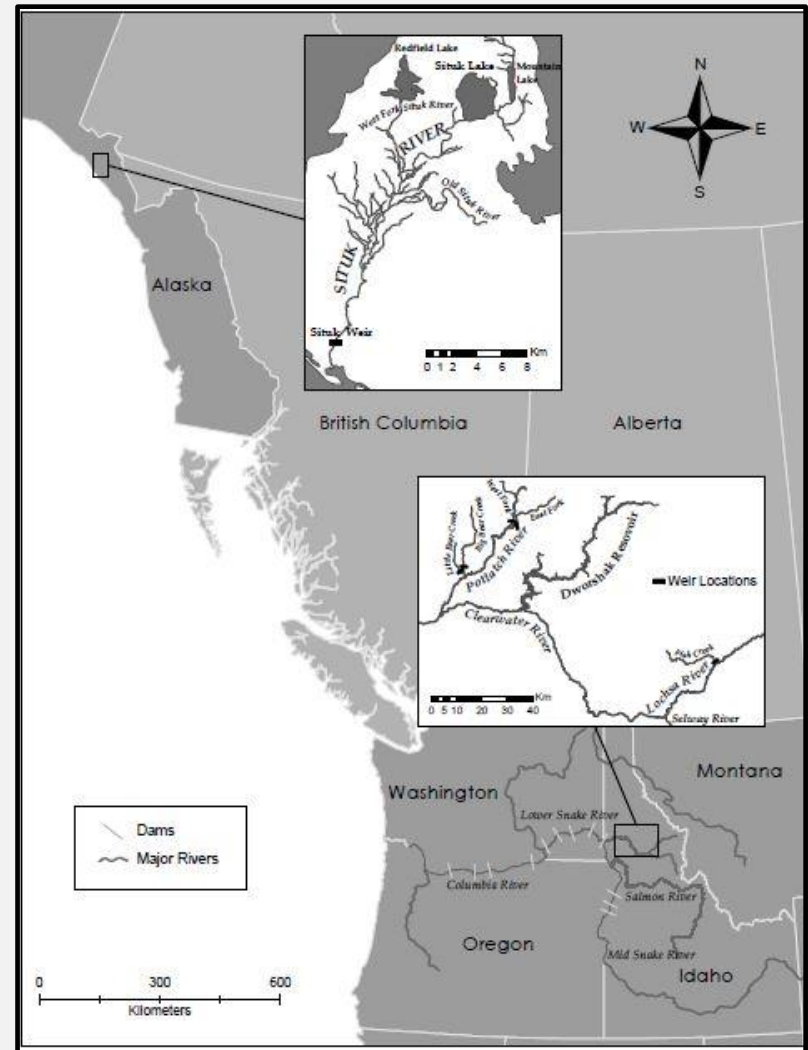 Redfield Lake
Situk Lake
Mountain
Lake
West Fork Situk River
RIVER
Old Situk River
SITUK
Situk Weir
Km
0 1 2 4 6 8
N
W E
S
Alaska
British Columbia
Alberta
West Fork
East Fork
Little Bear Creek
Big Bear Creek
Potlatch River
Dworshak Resovoir
Weir Locations
Clearwater River
Fish Creek
Lochsa River
Selway River
Km
0 5 10 20 30 40
Washington
Montana
Lower Snake River
Dams
Major Rivers
Columbia River
Salmon River
Oregon
Mid Snake River
Idaho
0 300 600
Kilometers